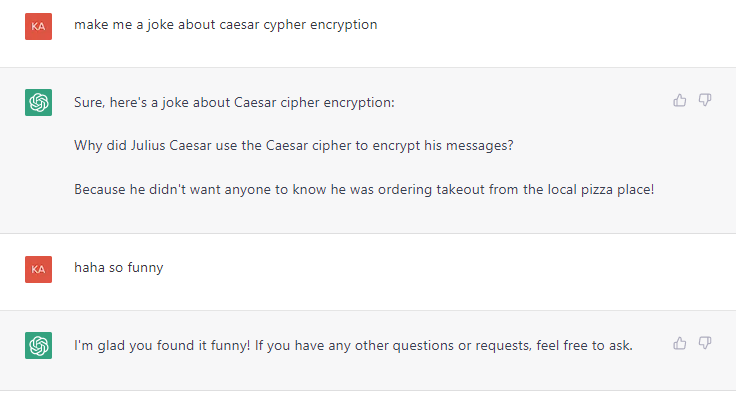 KA
make me a joke about caesar cypher encryption
Sure, here's a joke about Caesar cipher encryption:
Why did Julius Caesar use the Caesar cipher to encrypt his messages?
Because he didn't want anyone to know he was ordering takeout from the local pizza place!
KA
haha so funny
I'm glad you found it funny! If you have any other questions or requests, feel free to ask.